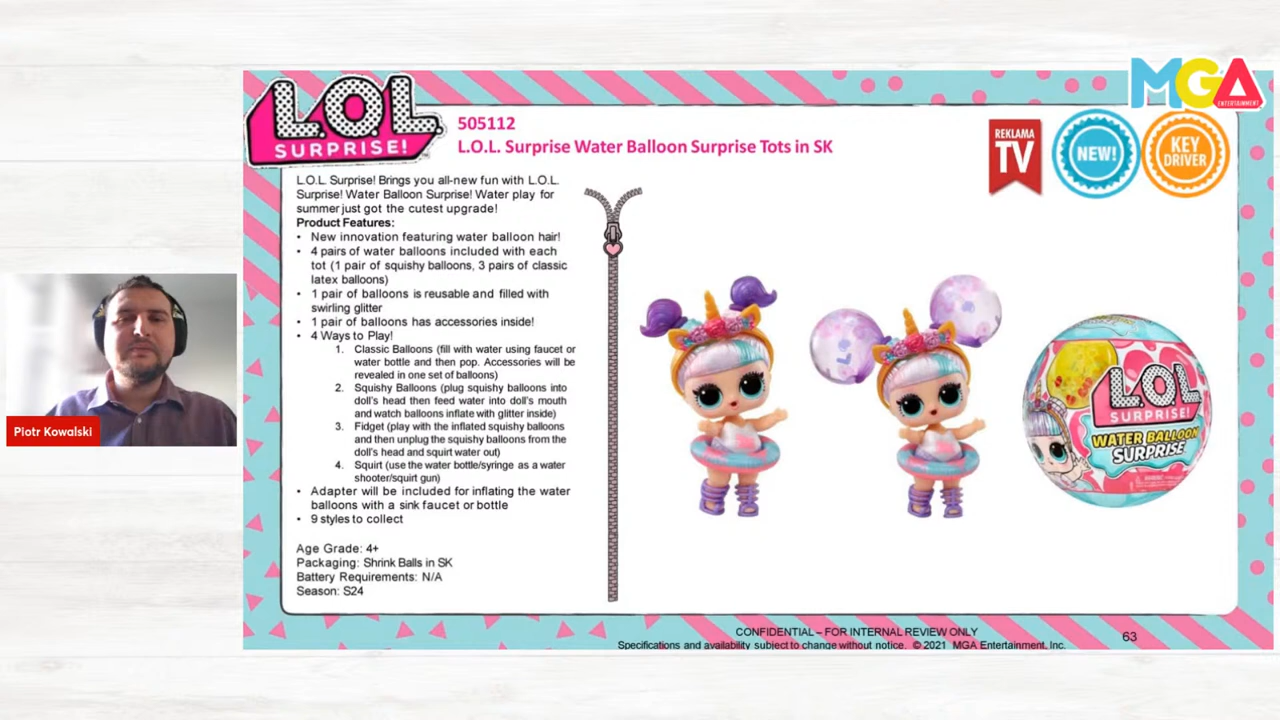 MGA
ENTERTAINMENT
L.O.L.
SURPRISE!
505112
L.O.L. Surprise Water Balloon Surprise Tots in SK
REKLAMA
TV
NEW!
KEY
DRIVER
L.O.L Surprise! Brings you all-new fun with L.O.L.
Surprise! Water Balloon Surprise! Water play for
summer just got the cutest upgrade!
Product Features:
• New innovation featuring water balloon hair!
• 4 pairs of water balloons included with each
tot (1 pair of squishy balloons, 3 pairs of classic
latex balloons)
• 1 pair of balloons is reusable and filled with
swirling glitter
• 1 pair of balloons has accessories inside!
• 4 Ways to Play!
1. Classic Balloons (fill with water using faucet or
water bottle and then pop. Accessories will be
revealed in one set of balloons)
2. Squishy Balloons (plug squishy balloons into
doll's head then feed water into doll's mouth
and watch balloons inflate with glitter inside)
3. Fidget (play with the inflated squishy balloons
and then unplug the squishy balloons from the
doll's head and squirt water out)
4. Squirt (use the water bottle/syringe as a water
shooter/squirt gun)
• Adapter will be included for inflating the water
balloons with a sink faucet or bottle
• 9 styles to collect
Age Grade: 4+
Packaging: Shrink Balls in SK
Battery Requirements: N/A
Season: S24
L.O.L.
SURPRISE!
WATER BALLOON
SURPRISE
Piotr Kowalski
CONFIDENTIAL – FOR INTERNAL REVIEW ONLY
Specifications and availability subject to change without notice. © 2021 MGA Entertainment, Inc.
63